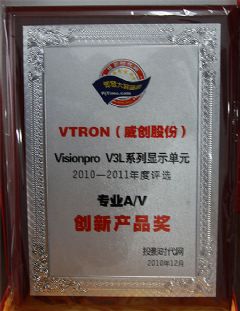 PjTime.com
VTRON（威创股份）
Visionpro V3L系列显示单元
2010—2011年度评选
专业A/V
创新产品奖
投影时代网
2010年12月